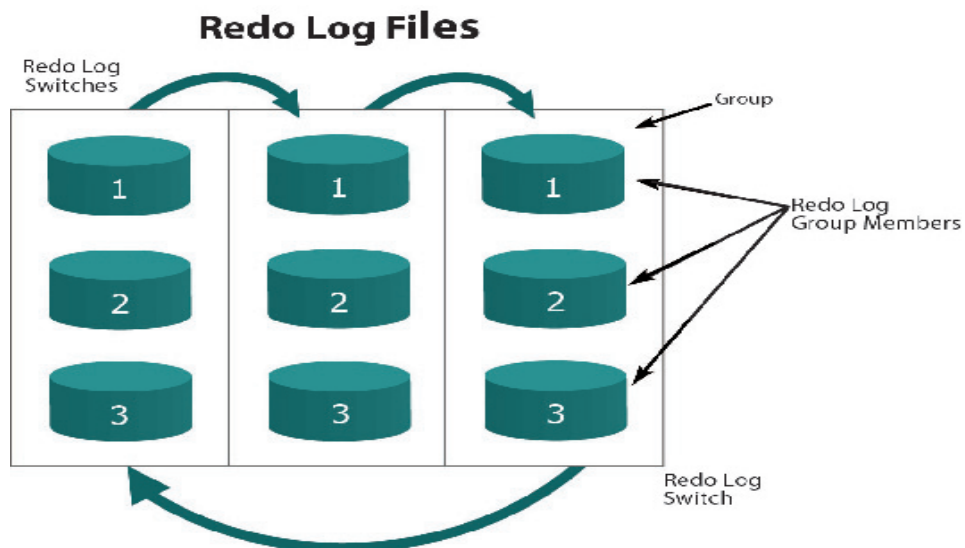 Redo Log Files
Redo Log
Switches
Group
1
1
1
Redo Log
Group Members
2
2
2
3
3
3
Redo Log
Switch